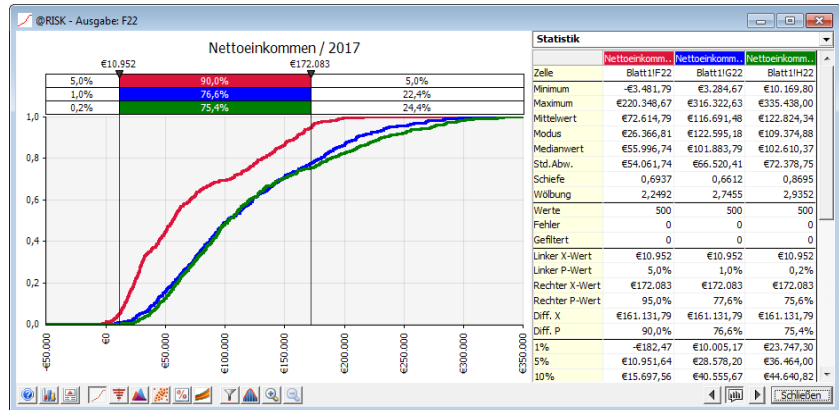 @RISK - Ausgabe: F22
Nettoeinkommen / 2017
€10.952 €172.083
5,0% 90,0% 5,0%
1,0% 76,6% 22,4%
0,2% 75,4% 24,4%
1,0
0,8
0,6
0,4
0,2
0,0
-€50.000 €0 €50.000 €100.000 €150.000 €200.000 €250.000 €300.000 €350.000
Statistik
Nettoeinkomm.. Nettoeinkomm.. Nettoeinkomm..
Zelle Blatt1!F22 Blatt1!G22 Blatt1!H22
Minimum -€3.481,79 €3.284,67 €10.169,80
Maximum €220.348,67 €316.322,63 €335.438,00
Mittelwert €72.614,79 €116.691,48 €122.824,34
Modus €26.366,81 €122.595,18 €109.374,88
Medianwert €55.996,74 €101.883,79 €102.610,37
Std.Abw. €54.061,74 €66.520,41 €72.378,75
Schiefe 0,6937 0,6612 0,8695
Wölbung 2,2492 2,7455 2,9352
Werte 500 500 500
Fehler 0 0 0
Gefiltert 0 0 0
Linker X-Wert €10.952 €10.952 €10.952
Linker P-Wert 5,0% 1,0% 0,2%
Rechter X-Wert €172.083 €172.083 €172.083
Rechter P-Wert 95,0% 77,6% 75,6%
Diff. X €161.131,79 €161.131,79 €161.131,79
Diff. P 90,0% 76,6% 75,4%
1% -€182,47 €10.005,17 €23.747,30
5% €10.951,64 €28.578,20 €36.464,00
10% €15.697,56 €40.555,67 €44.640,82
Schließen